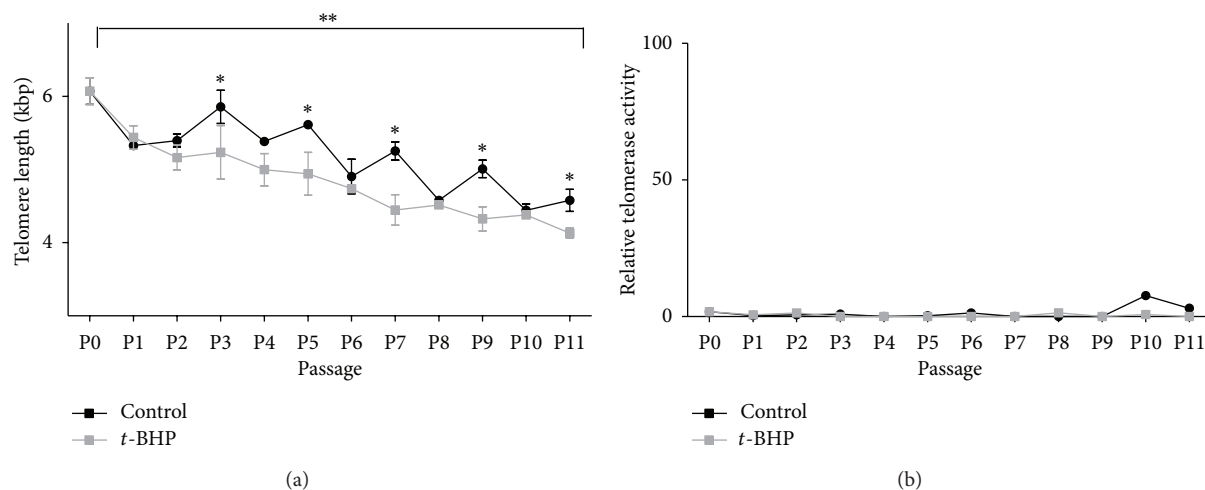 **
*
*
*
*
*
6
4
Telomere length (kbp)
P0 P1 P2 P3 P4 P5 P6 P7 P8 P9 P10 P11
Passage
Control
t-BHP
(a)
100
50
0
Relative telomerase activity
P0 P1 P2 P3 P4 P5 P6 P7 P8 P9 P10 P11
Passage
Control
t-BHP
(b)